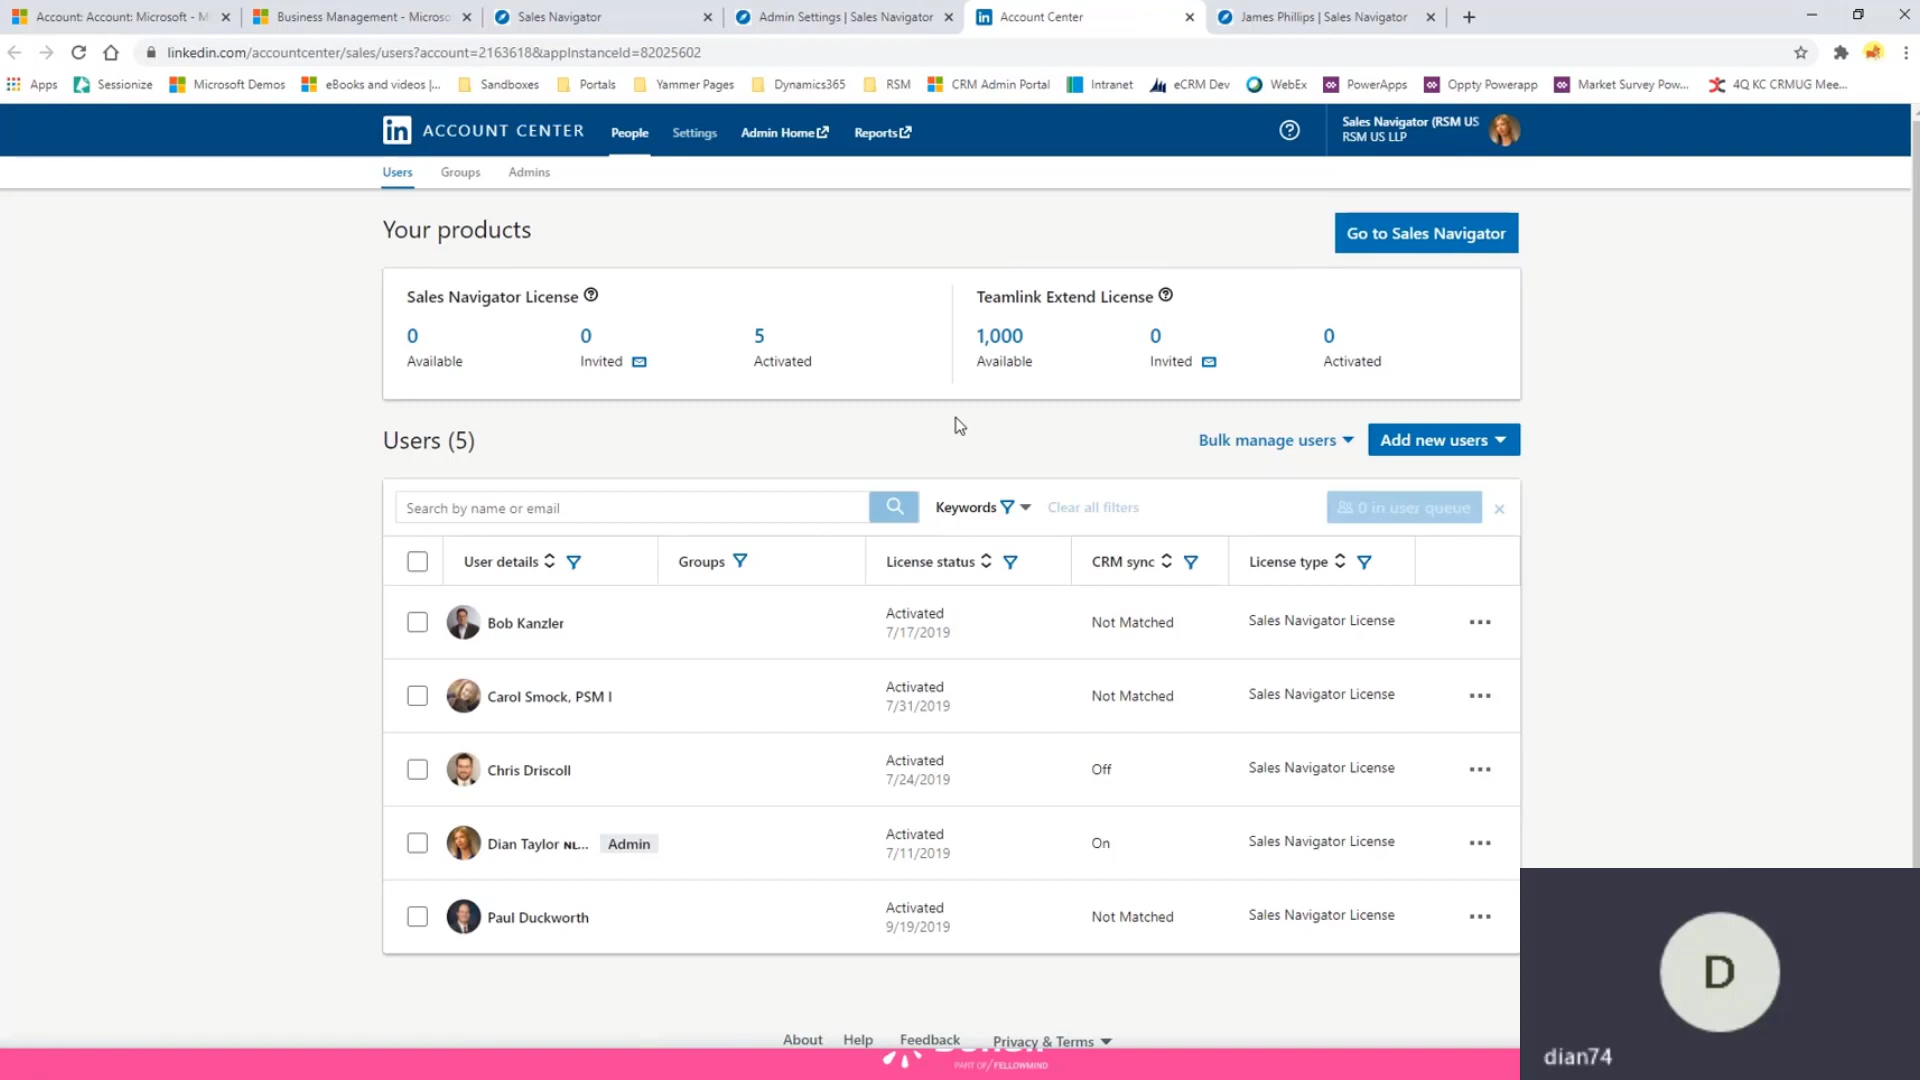 Account: Account: Microsoft - M
Business Management - Microso
Sales Navigator
Admin Settings | Sales Navigator
Account Center
James Phillips | Sales Navigator
linkedin.com/accountcenter/sales/users?account=2163618&appInstanceId=82025602
Apps
Sessionize
Microsoft Demos
eBooks and videos |...
Sandboxes
Portals
Yammer Pages
Dynamics365
RSM
CRM Admin Portal
Intranet
eCRM Dev
WebEx
PowerApps
Oppty Powerapp
Market Survey Pow...
4Q KC CRMUG Mee...
in ACCOUNT CENTER
People
Settings
Admin Home
Reports
Sales Navigator (RSM US
RSM US LLP
Users
Groups
Admins
Your products
Go to Sales Navigator
Sales Navigator License
0
Available
0
Invited
5
Activated
Teamlink Extend License
1,000
Available
0
Invited
0
Activated
Users (5)
Bulk manage users
Add new users
Search by name or email
Keywords
Clear all filters
0 in user queue
User details
Groups
License status
CRM sync
License type
Bob Kanzler
Activated
7/17/2019
Not Matched
Sales Navigator License
Carol Smock, PSM I
Activated
7/31/2019
Not Matched
Sales Navigator License
Chris Driscoll
Activated
7/24/2019
Off
Sales Navigator License
Dian Taylor NL...
Admin
Activated
7/11/2019
On
Sales Navigator License
Paul Duckworth
Activated
9/19/2019
Not Matched
Sales Navigator License
About
Help
Feedback
Privacy & Terms
PART OF / FELLOWMIND
D
dian74